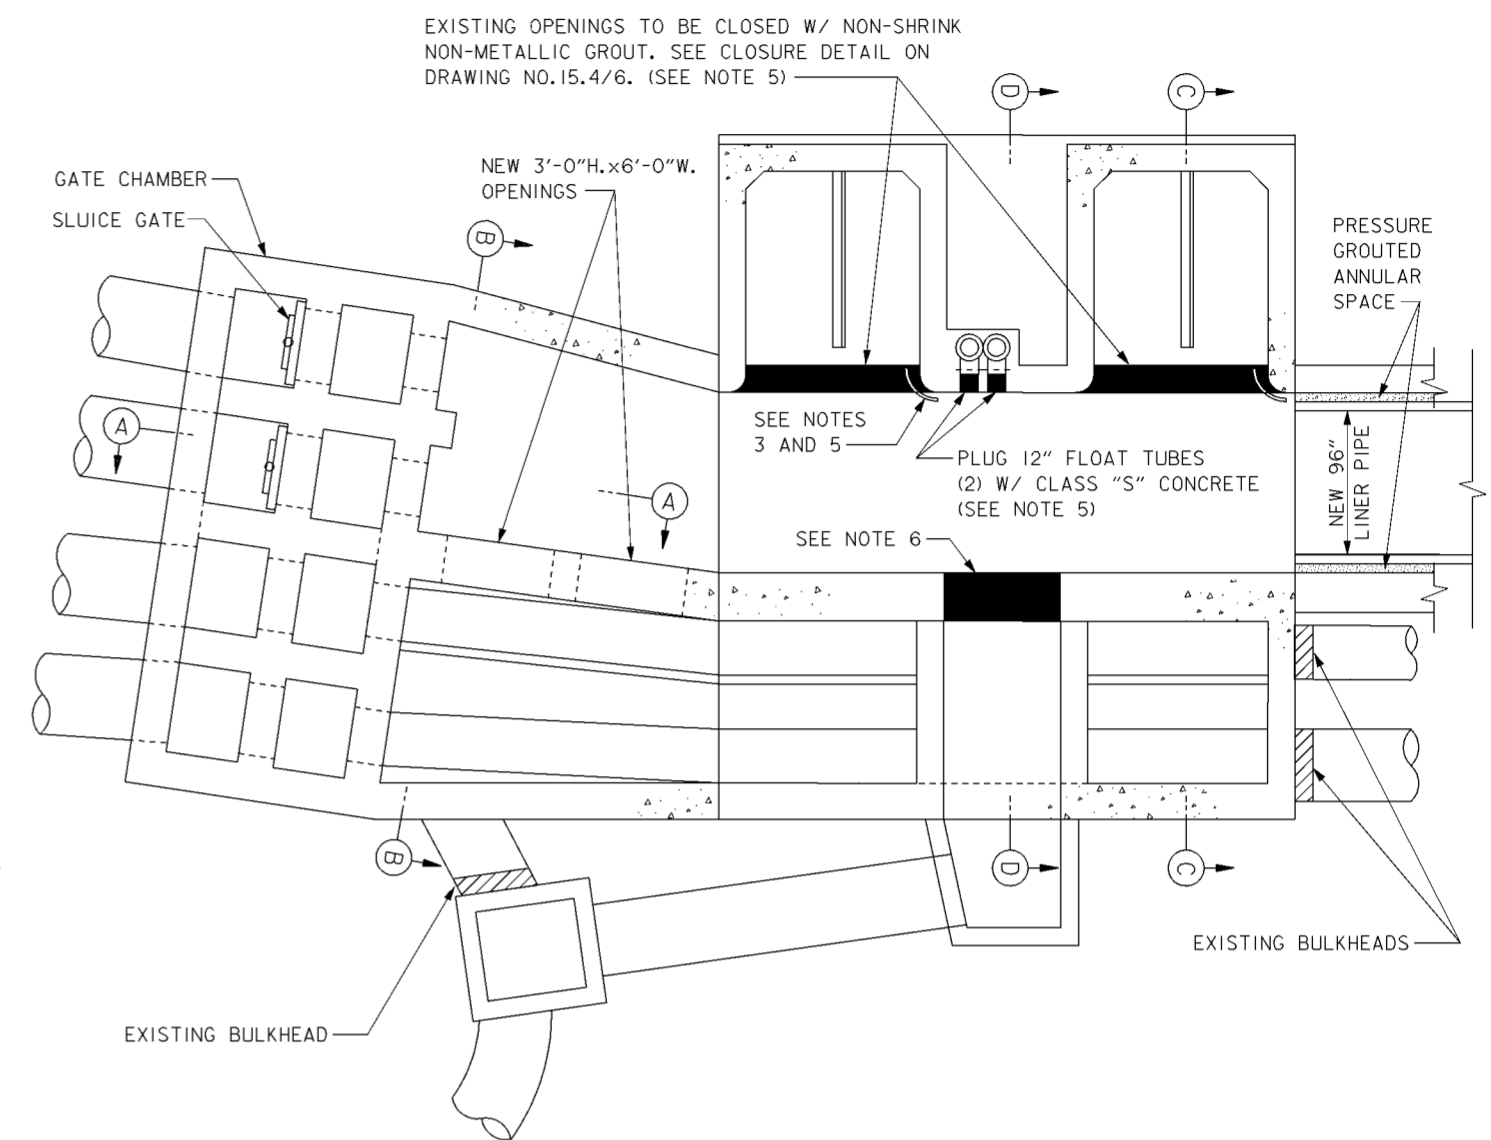 EXISTING OPENINGS TO BE CLOSED W/ NON-SHRINK
NON-METALLIC GROUT. SEE CLOSURE DETAIL ON
DRAWING NO.15.4/6. (SEE NOTE 5)
D
C
NEW 3'-0"H.x6'-0"W.
OPENINGS
GATE CHAMBER
SLUICE GATE
B
PRESSURE
GROUTED
ANNULAR
SPACE
A
SEE NOTES
3 AND 5
PLUG 12" FLOAT TUBES
(2) W/ CLASS "S" CONCRETE
(SEE NOTE 5)
NEW 96"
LINER PIPE
A
SEE NOTE 6
B
D
C
EXISTING BULKHEADS
EXISTING BULKHEAD